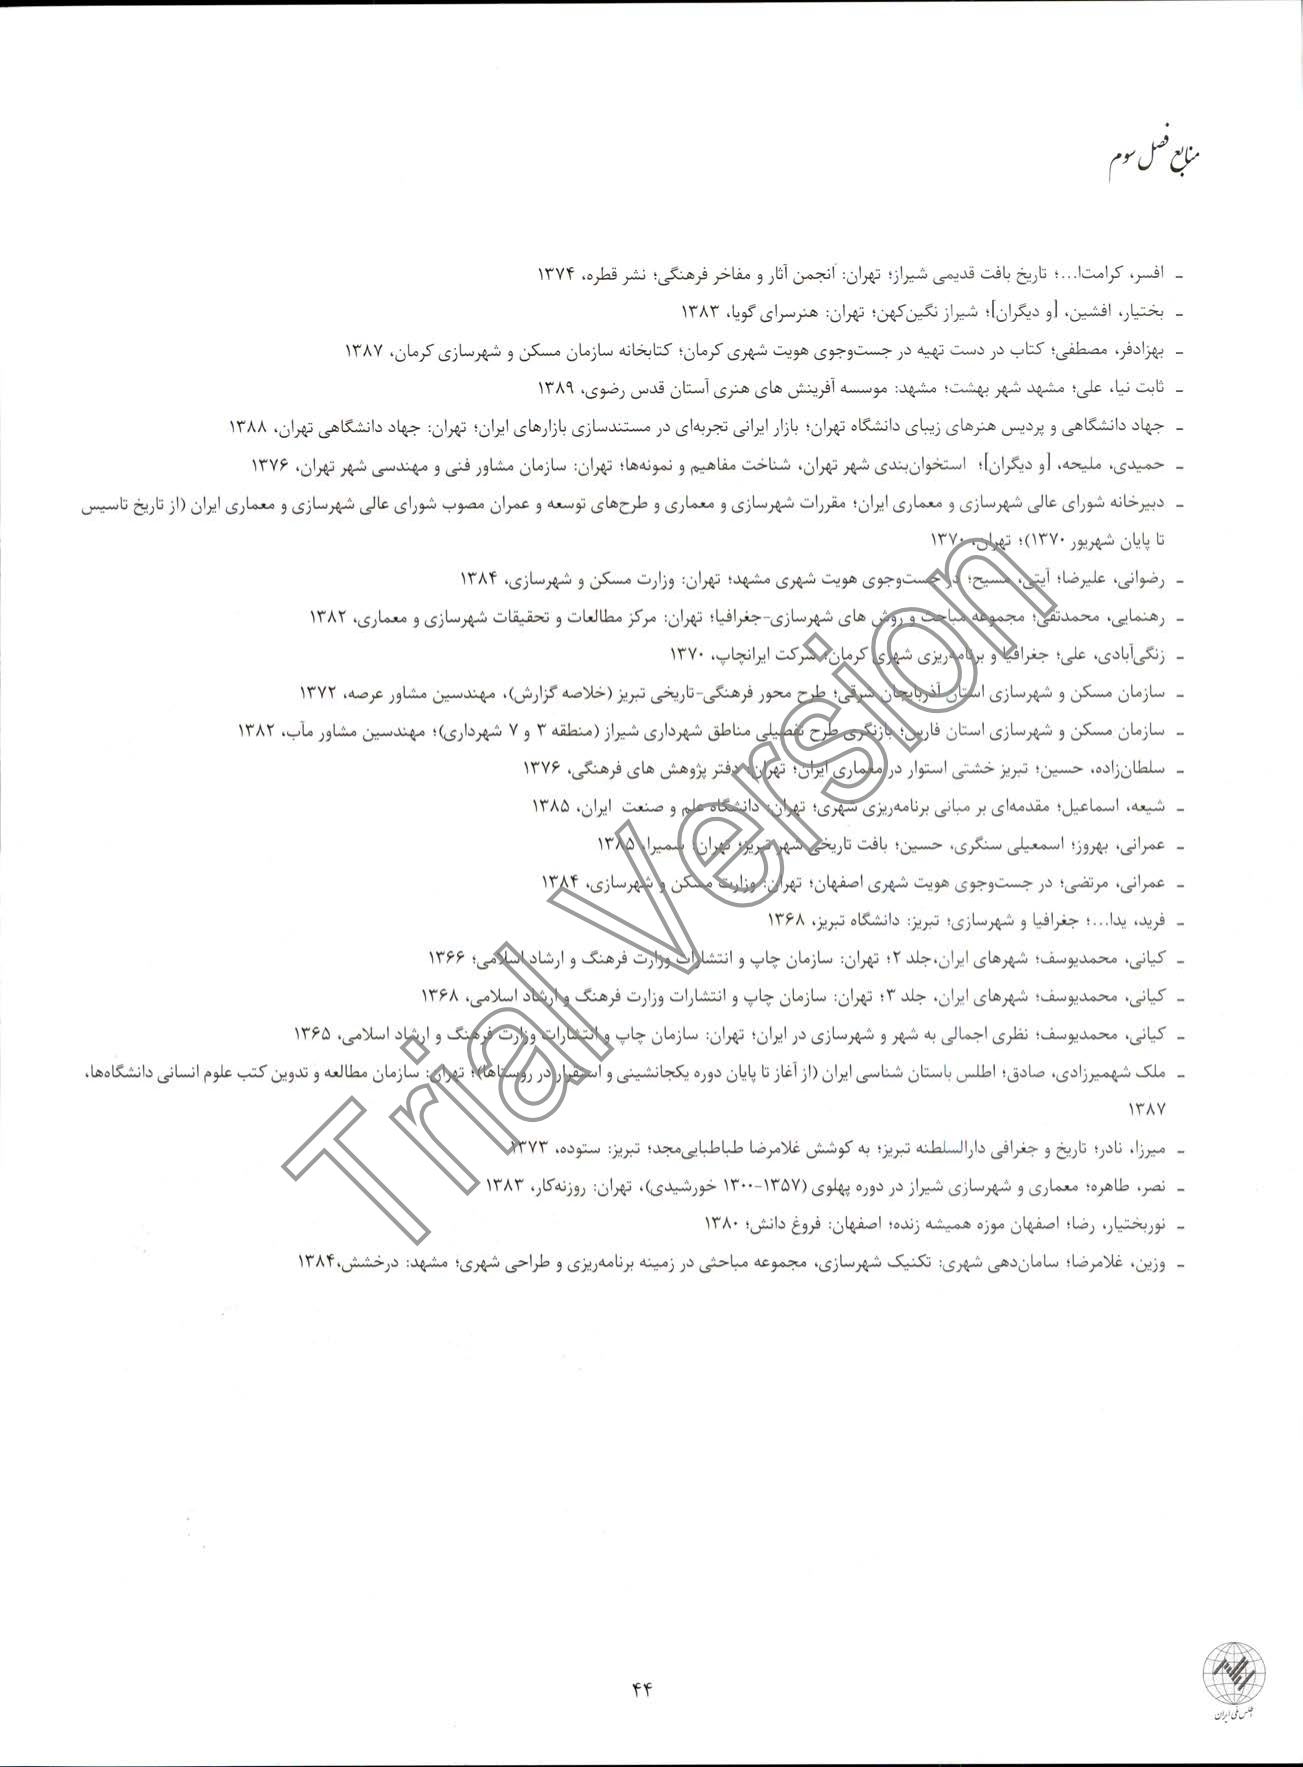 منابع فصل سوم
ـ افسر، کرامت‌ا...؛ تاریخ بافت قدیمی شیراز؛ تهران: انجمن آثار و مفاخر فرهنگی؛ نشر قطره، ۱۳۷۴
ـ بختیار، افشین، [و دیگران]؛ شیراز نگین‌کهن؛ تهران: هنرسرای گویا، ۱۳۸۳
ـ بهزادفر، مصطفی؛ کتاب در دست تهیه در جست‌وجوی هویت شهری کرمان؛ کتابخانه سازمان مسکن و شهرسازی کرمان، ۱۳۸۷
ـ ثابت نیا، علی؛ مشهد شهر بهشت؛ مشهد: موسسه آفرینش های هنری آستان قدس رضوی، ۱۳۸۹
ـ جهاد دانشگاهی و پردیس هنرهای زیبای دانشگاه تهران؛ بازار ایرانی تجربه‌ای در مستندسازی بازارهای ایران؛ تهران: جهاد دانشگاهی تهران، ۱۳۸۸
ـ حمیدی، ملیحه، [و دیگران]؛ استخوان‌بندی شهر تهران، شناخت مفاهیم و نمونه‌ها؛ تهران: سازمان مشاور فنی و مهندسی شهر تهران، ۱۳۷۶
ـ دبیرخانه شورای عالی شهرسازی و معماری ایران؛ مقررات شهرسازی و معماری و طرح‌های توسعه و عمران مصوب شورای عالی شهرسازی و معماری ایران (از تاریخ تاسیس
تا پایان شهریور ۱۳۷۰)؛ تهران، ۱۳۷۰
ـ رضوانی، علیرضا؛ آیتی، مسیح؛ در جست‌وجوی هویت شهری مشهد؛ تهران: وزارت مسکن و شهرسازی، ۱۳۸۴
ـ رهنمایی، محمدتقی؛ مجموعه مباحث و روش های شهرسازی-جغرافیا؛ تهران: مرکز مطالعات و تحقیقات شهرسازی و معماری، ۱۳۸۲
ـ زنگی‌آبادی، علی؛ جغرافیا و برنامه‌ریزی شهری کرمان؛ شرکت ایرانچاپ، ۱۳۷۰
ـ سازمان مسکن و شهرسازی استان آذربایجان شرقی؛ طرح محور فرهنگی-تاریخی تبریز (خلاصه گزارش)، مهندسین مشاور عرصه، ۱۳۷۲
ـ سازمان مسکن و شهرسازی استان فارس؛ بازنگری طرح تفصیلی مناطق شهرداری شیراز (منطقه ۳ و ۷ شهرداری)؛ مهندسین مشاور مآب، ۱۳۸۲
ـ سلطان‌زاده، حسین؛ تبریز خشتی استوار در معماری ایران؛ تهران: دفتر پژوهش های فرهنگی، ۱۳۷۶
ـ شیعه، اسماعیل؛ مقدمه‌ای بر مبانی برنامه‌ریزی شهری؛ تهران: دانشگاه علم و صنعت ایران، ۱۳۸۵
ـ عمرانی، بهروز؛ اسمعیلی سنگری، حسین؛ بافت تاریخی شهر تبریز؛ تهران: سمیرا، ۱۳۸۵
ـ عمرانی، مرتضی؛ در جست‌وجوی هویت شهری اصفهان؛ تهران: وزارت مسکن و شهرسازی، ۱۳۸۴
ـ فرید، یدا...؛ جغرافیا و شهرسازی؛ تبریز: دانشگاه تبریز، ۱۳۶۸
ـ کیانی، محمدیوسف؛ شهرهای ایران،جلد ۲؛ تهران: سازمان چاپ و انتشارات وزارت فرهنگ و ارشاد اسلامی؛ ۱۳۶۶
ـ کیانی، محمدیوسف؛ شهرهای ایران، جلد ۳؛ تهران: سازمان چاپ و انتشارات وزارت فرهنگ و ارشاد اسلامی، ۱۳۶۸
ـ کیانی، محمدیوسف؛ نظری اجمالی به شهر و شهرسازی در ایران؛ تهران: سازمان چاپ و انتشارات وزارت فرهنگ و ارشاد اسلامی، ۱۳۶۵
ـ ملک شهمیرزادی، صادق؛ اطلس باستان شناسی ایران (از آغاز تا پایان دوره یکجانشینی و استقرار در روستاها)؛ تهران: سازمان مطالعه و تدوین کتب علوم انسانی دانشگاه‌ها،
۱۳۸۷
ـ میرزا، نادر؛ تاریخ و جغرافی دارالسلطنه تبریز؛ به کوشش غلامرضا طباطبایی‌مجد؛ تبریز: ستوده، ۱۳۷۳
ـ نصر، طاهره؛ معماری و شهرسازی شیراز در دوره پهلوی (۱۳۵۷-۱۳۰۰ خورشیدی)، تهران: روزنه‌کار، ۱۳۸۳
ـ نوربختیار، رضا؛ اصفهان موزه همیشه زنده؛ اصفهان: فروغ دانش؛ ۱۳۸۰
ـ وزین، غلامرضا؛ سامان‌دهی شهری: تکنیک شهرسازی، مجموعه مباحثی در زمینه برنامه‌ریزی و طراحی شهری؛ مشهد: درخشش،۱۳۸۴
Trial Version
۴۴
اطلس ملی ایران